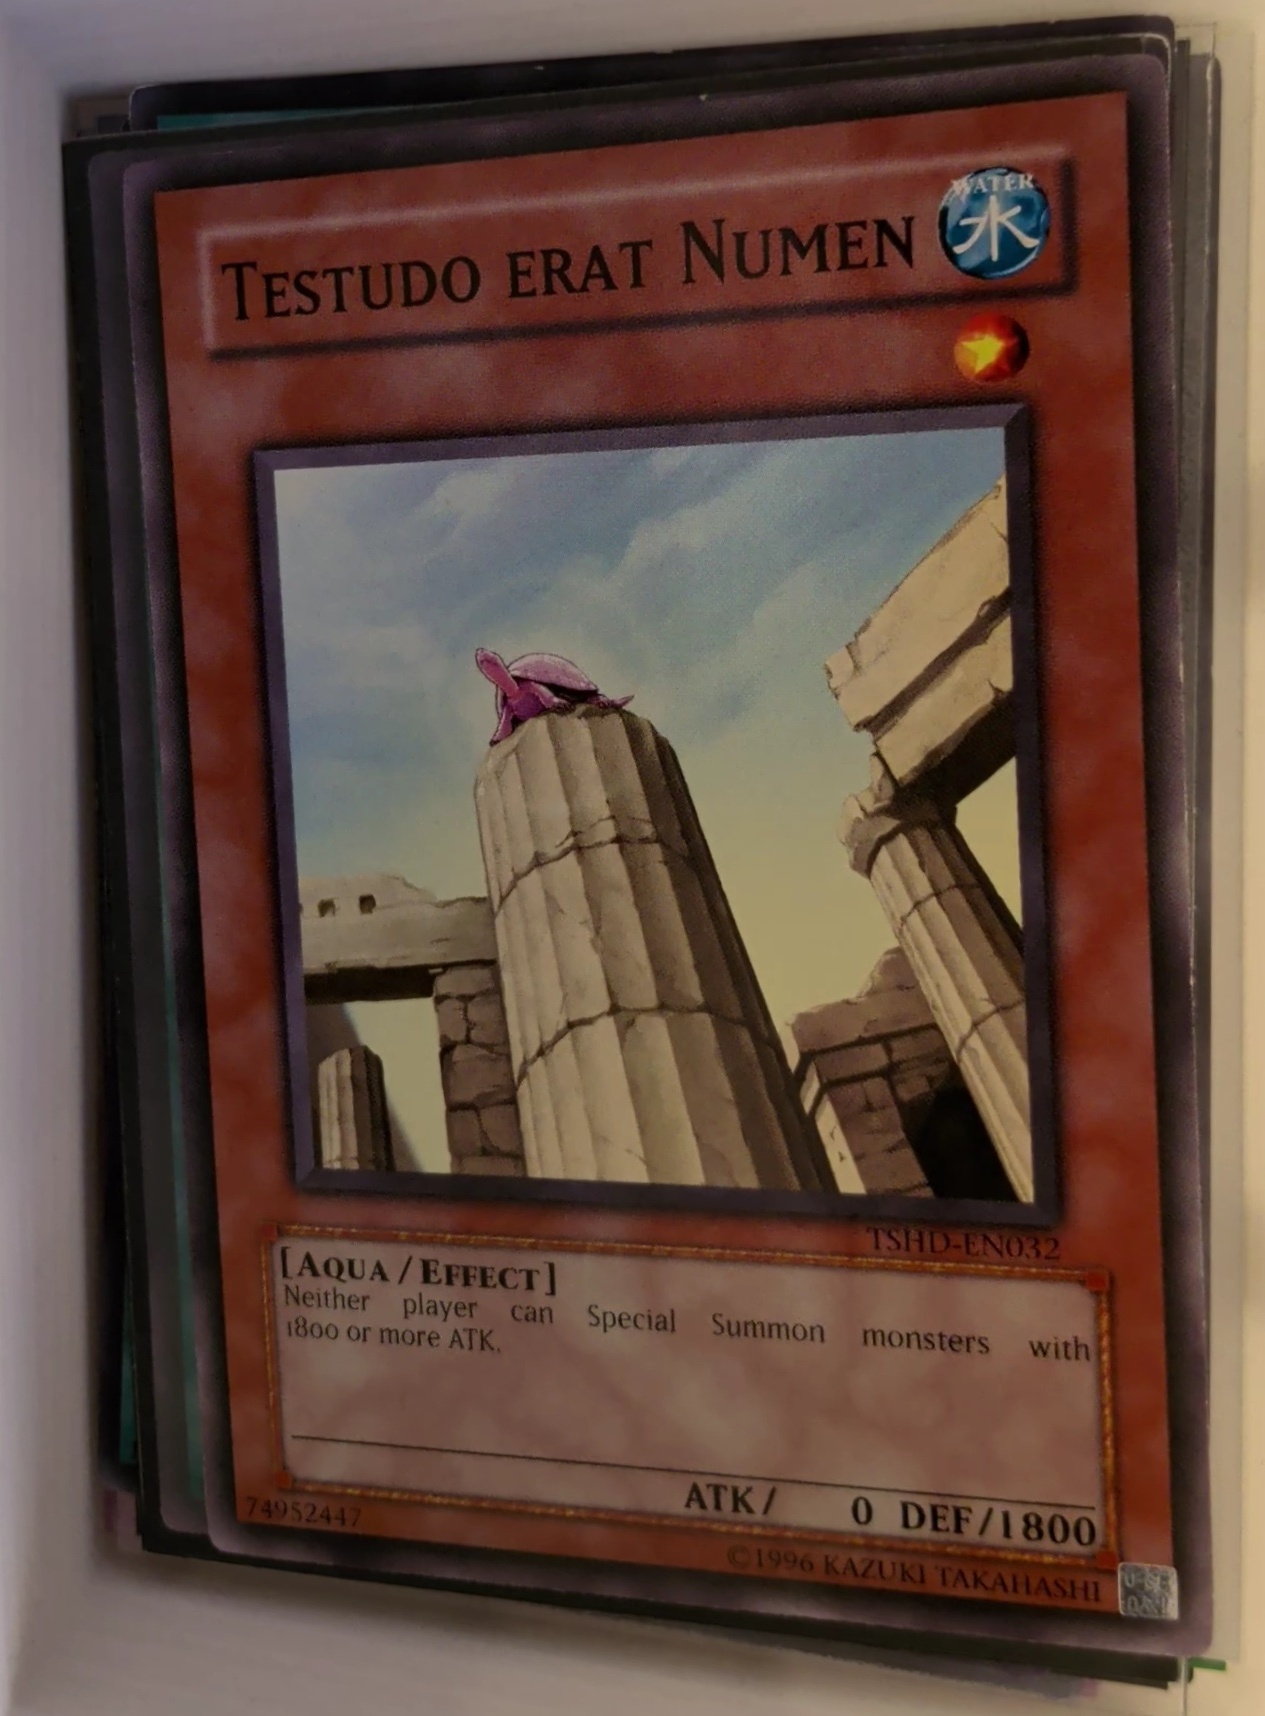 TESTUDO ERAT NUMEN
WATER
水
TSHD-EN032
[AQUA / EFFECT]
Neither player can Special Summon monsters with
1800 or more ATK.
ATK / 0 DEF / 1800
74952447
©1996 KAZUKI TAKAHASHI